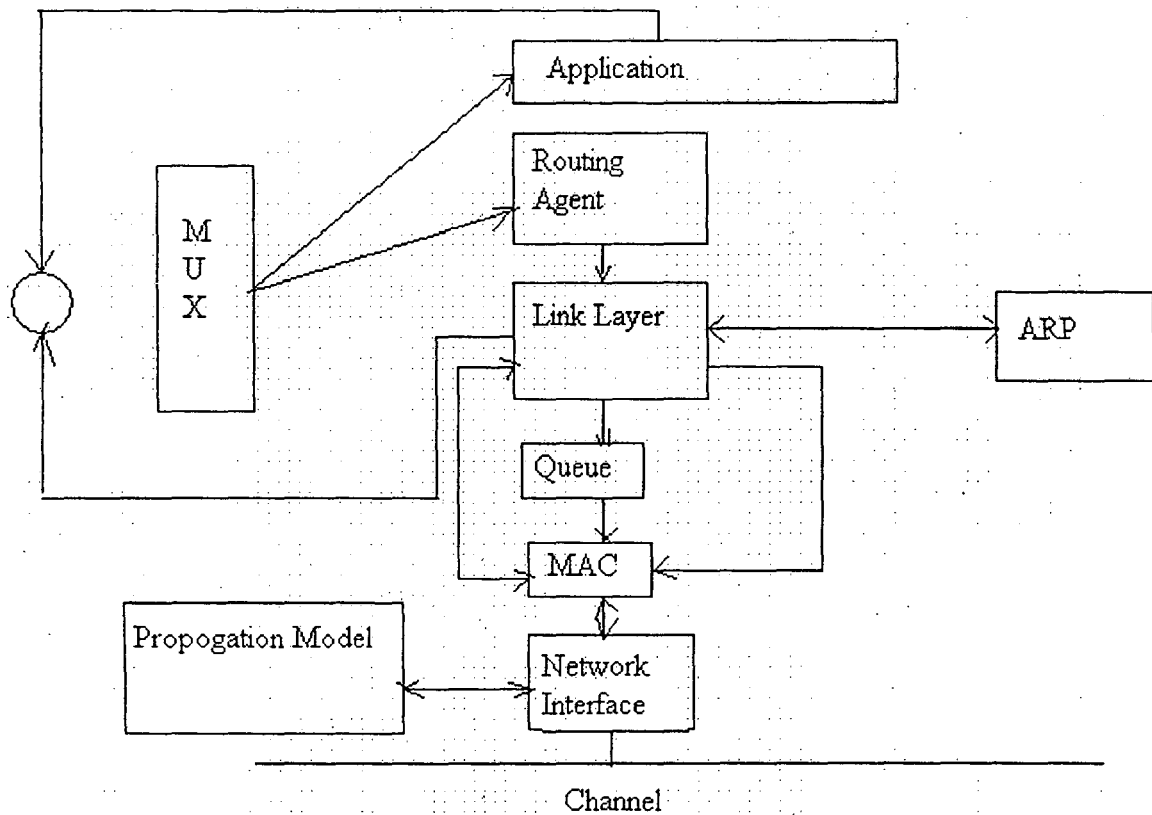 Application
Routing
Agent
M
U
X
Link Layer
ARP
Queue
MAC
Propogation Model
Network
Interface
Channel